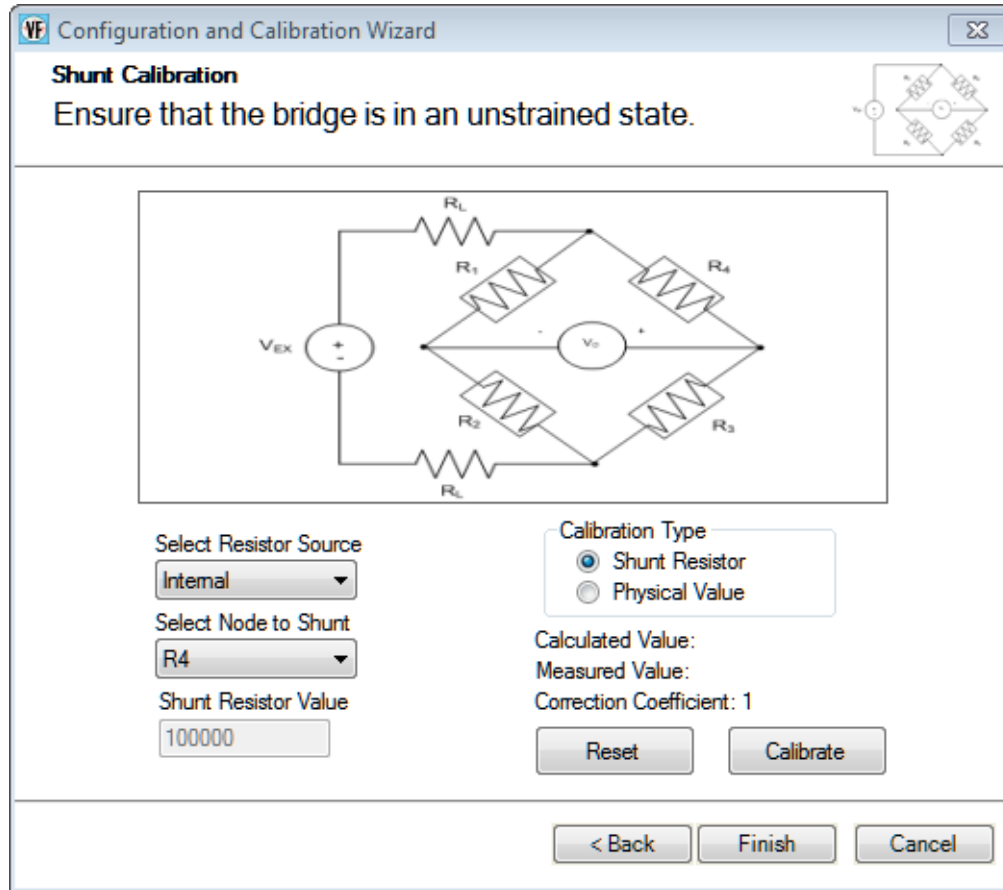 VF Configuration and Calibration Wizard
Shunt Calibration
Ensure that the bridge is in an unstrained state.
RL
R1
R4
VEX
+
-
-
+
Vo
R2
R3
RL
Select Resistor Source
Internal
Select Node to Shunt
R4
Shunt Resistor Value
100000
Calibration Type
Shunt Resistor
Physical Value
Calculated Value:
Measured Value:
Correction Coefficient: 1
Reset
Calibrate
< Back
Finish
Cancel